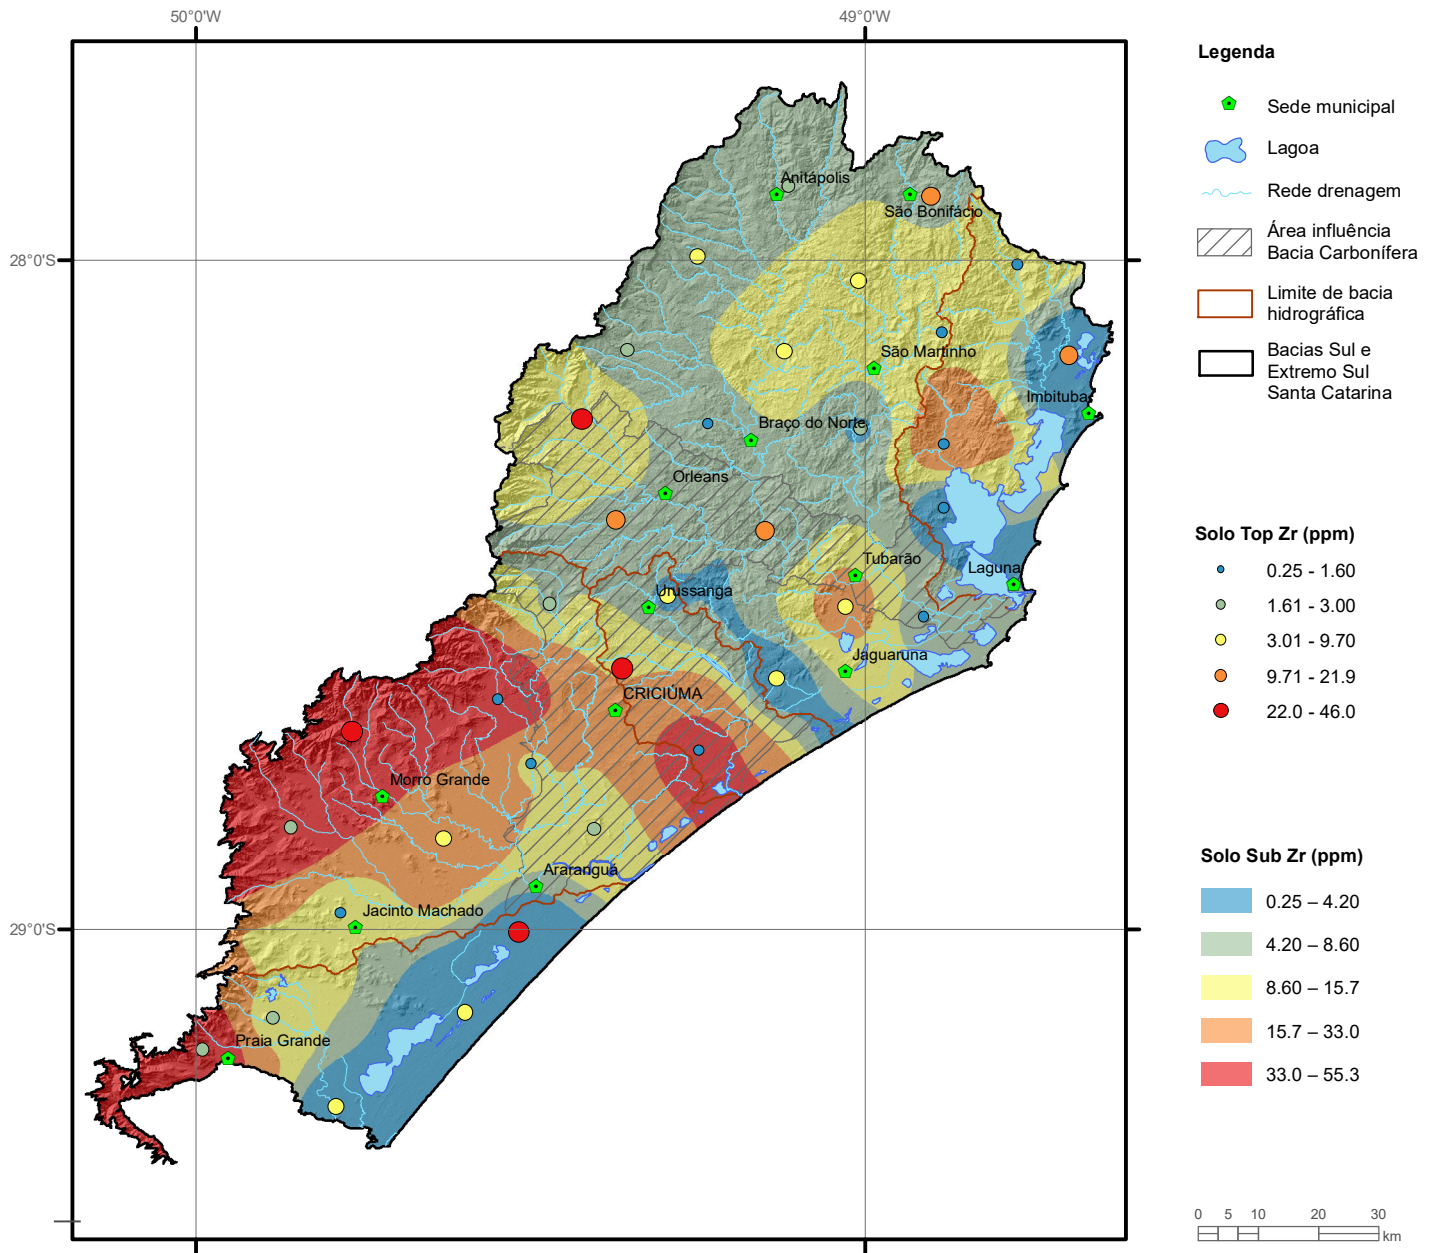 50°0'W
49°0'W
28°0'S
29°0'S
Anitápolis
São Bonifácio
São Martinho
Imbituba
Braço do Norte
Orleans
Tubarão
Laguna
Urussanga
Jaguaruna
CRICIÚMA
Morro Grande
Araranguá
Jacinto Machado
Praia Grande
Legenda
Sede municipal
Lagoa
Rede drenagem
Área influência
Bacia Carbonífera
Limite de bacia
hidrográfica
Bacias Sul e
Extremo Sul
Santa Catarina
Solo Top Zr (ppm)
0.25 - 1.60
1.61 - 3.00
3.01 - 9.70
9.71 - 21.9
22.0 - 46.0
Solo Sub Zr (ppm)
0.25 – 4.20
4.20 – 8.60
8.60 – 15.7
15.7 – 33.0
33.0 – 55.3
0 5 10 20 30
km